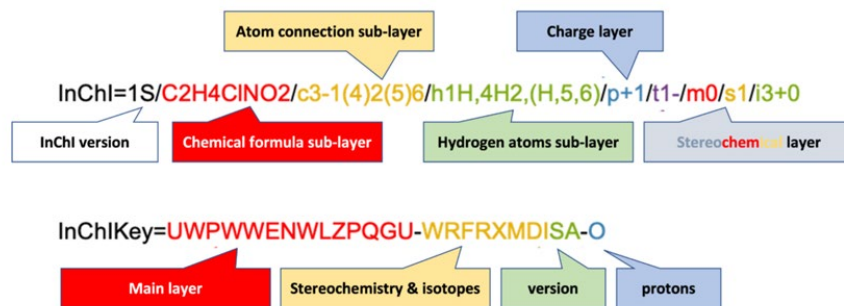 Atom connection sub-layer
Charge layer
InChI=1S/C2H4ClNO2/c3-1(4)2(5)6/h1H,4H2,(H,5,6)/p+1/t1-/m0/s1/i3+0
InChI version
Chemical formula sub-layer
Hydrogen atoms sub-layer
Stereochemical layer
InChIKey=UWPWWENWLZPQGU-WRFRXMDISA-O
Main layer
Stereochemistry & isotopes
version
protons